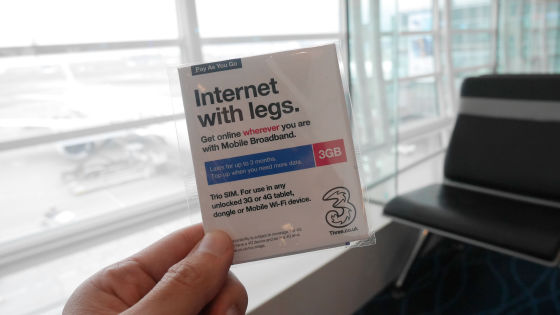 Pay As You Go
Internet
with legs.
Get online wherever you are
with Mobile Broadband.
Lasts for up to 3 months.
Top-up when you need more data.
3GB
Trio SIM. For use in any
unlocked 3G or 4G tablet,
dongle or Mobile Wi-Fi device.
3
Three.co.uk